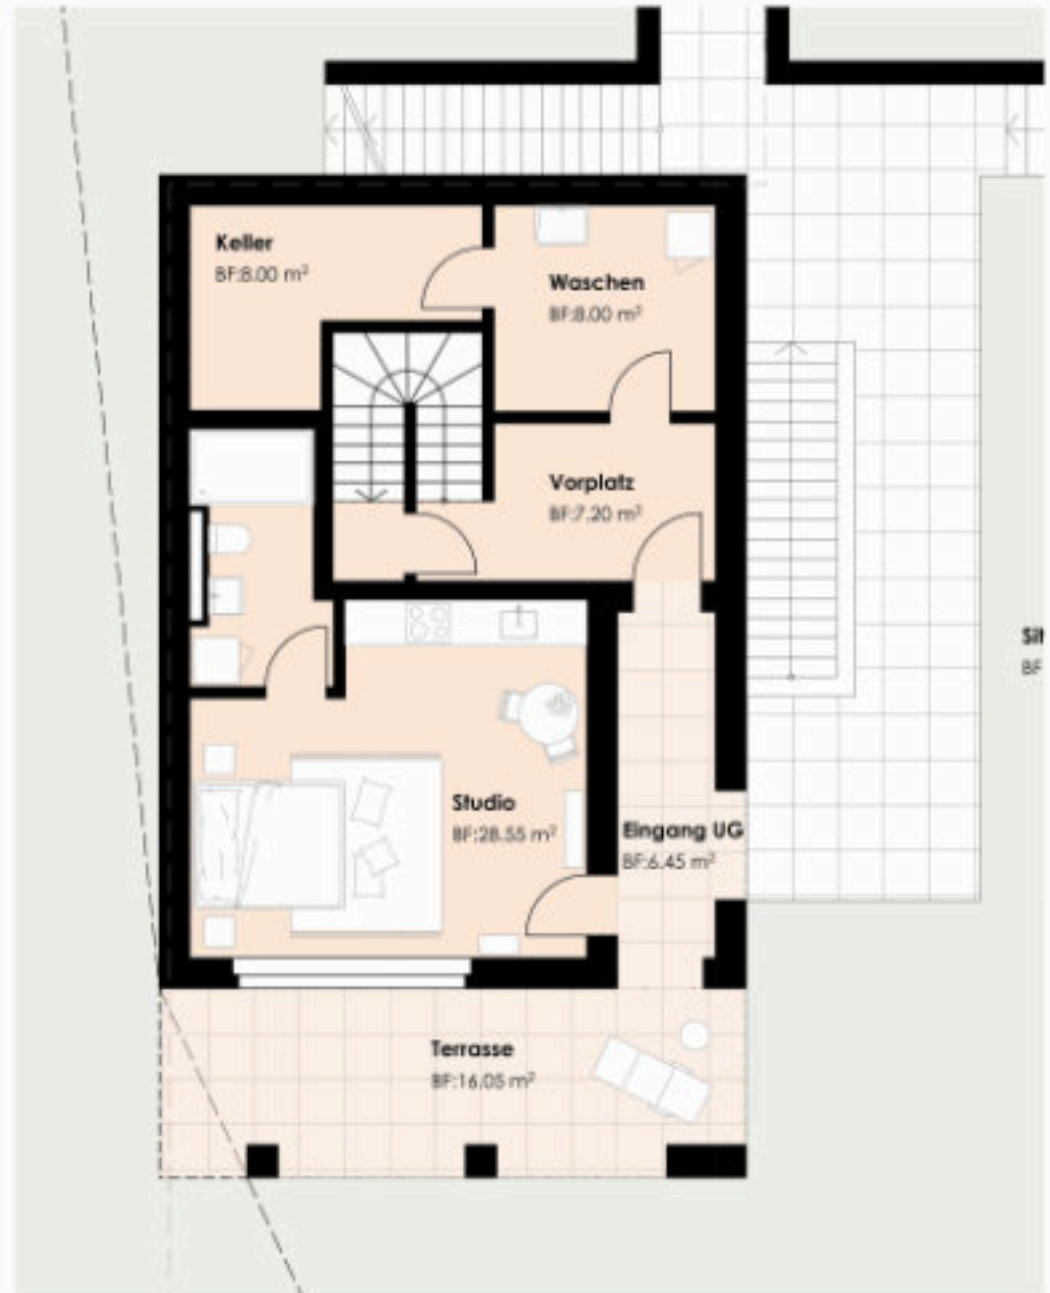 Keller
BF:8.00 m²
Waschen
BF:8.00 m²
Vorplatz
BF:7.20 m²
Studio
BF:28.55 m²
Eingang UG
BF:6.45 m²
Terrasse
BF:16.05 m²
BF